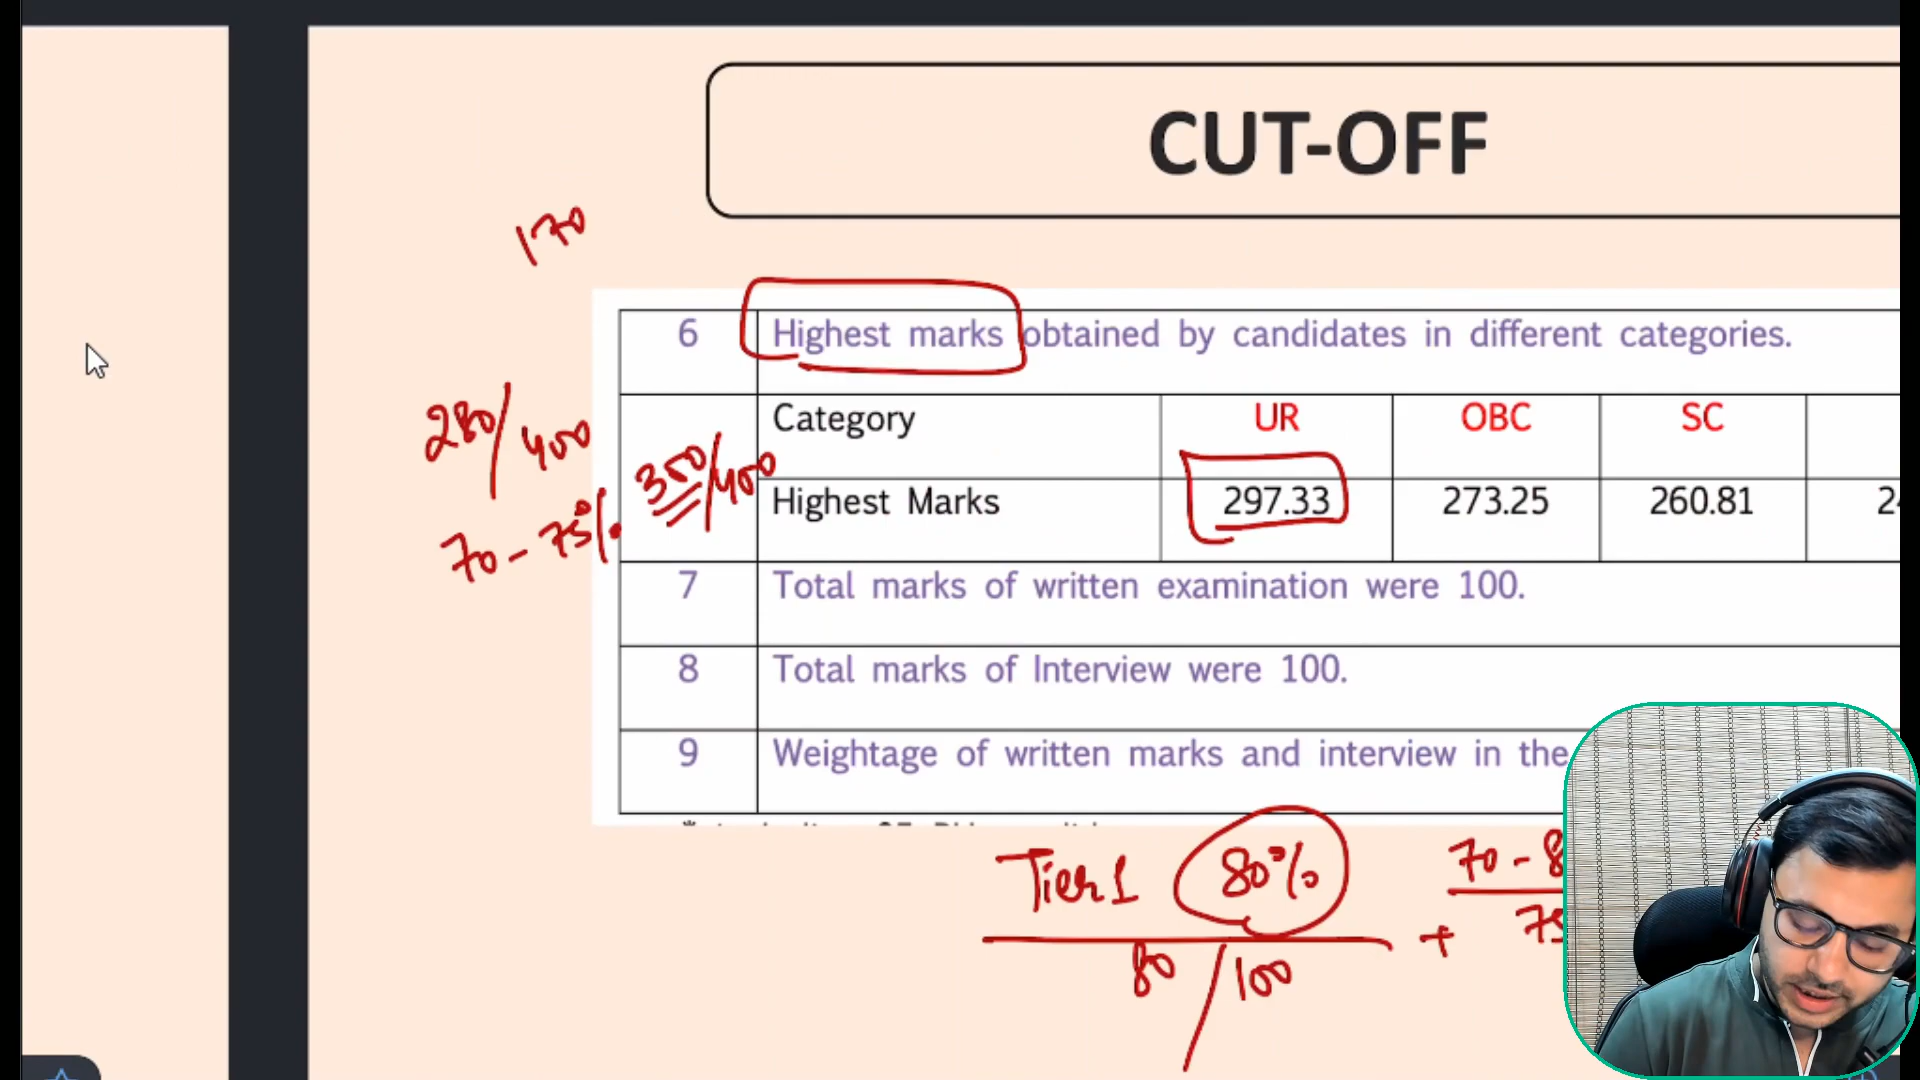 CUT-OFF
170
6 Highest marks obtained by candidates in different categories.
Category UR OBC SC
Highest Marks 297.33 273.25 260.81
280/400
350/400
70-75%
7 Total marks of written examination were 100.
8 Total marks of Interview were 100.
9 Weightage of written marks and interview in the
Tier 1 80% + 70-8
80/100 75